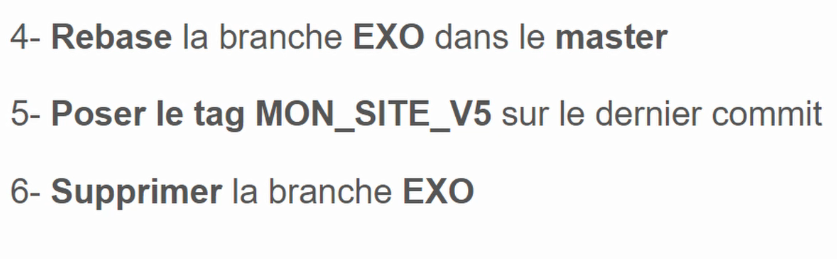 4- Rebase la branche EXO dans le master
5- Poser le tag MON_SITE_V5 sur le dernier commit
6- Supprimer la branche EXO